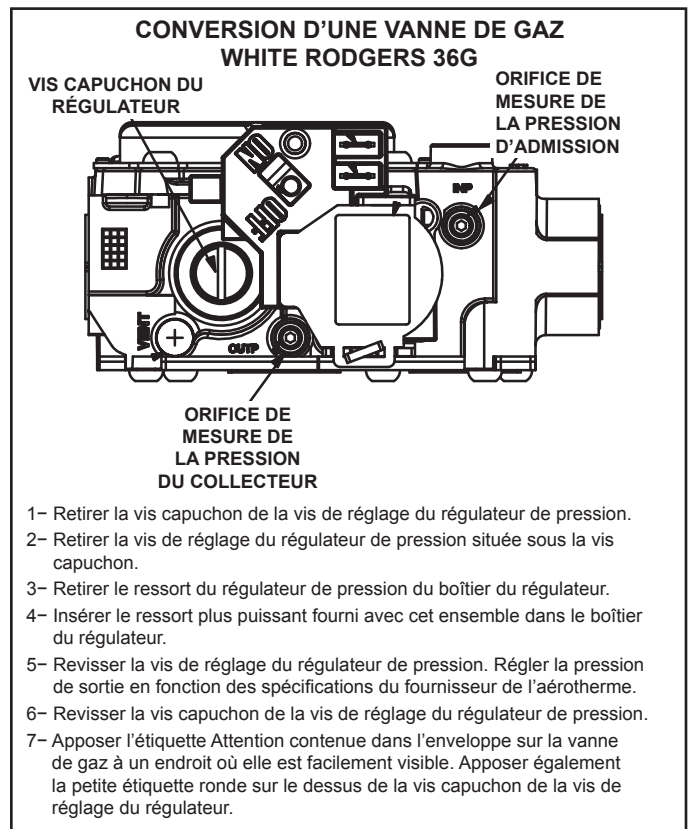 CONVERSION D'UNE VANNE DE GAZ
WHITE RODGERS 36G
VIS CAPUCHON DU
RÉGULATEUR
ORIFICE DE
MESURE DE
LA PRESSION
D'ADMISSION
ON
OFF
INP
VENT
OUTP
ORIFICE DE
MESURE DE
LA PRESSION
DU COLLECTEUR
1− Retirer la vis capuchon de la vis de réglage du régulateur de pression.
2− Retirer la vis de réglage du régulateur de pression située sous la vis
capuchon.
3− Retirer le ressort du régulateur de pression du boîtier du régulateur.
4− Insérer le ressort plus puissant fourni avec cet ensemble dans le boîtier
du régulateur.
5− Revisser la vis de réglage du régulateur de pression. Régler la pression
de sortie en fonction des spécifications du fournisseur de l'aérotherme.
6− Revisser la vis capuchon de la vis de réglage du régulateur de pression.
7− Apposer l'étiquette Attention contenue dans l'enveloppe sur la vanne
de gaz à un endroit où elle est facilement visible. Apposer également
la petite étiquette ronde sur le dessus de la vis capuchon de la vis de
réglage du régulateur.